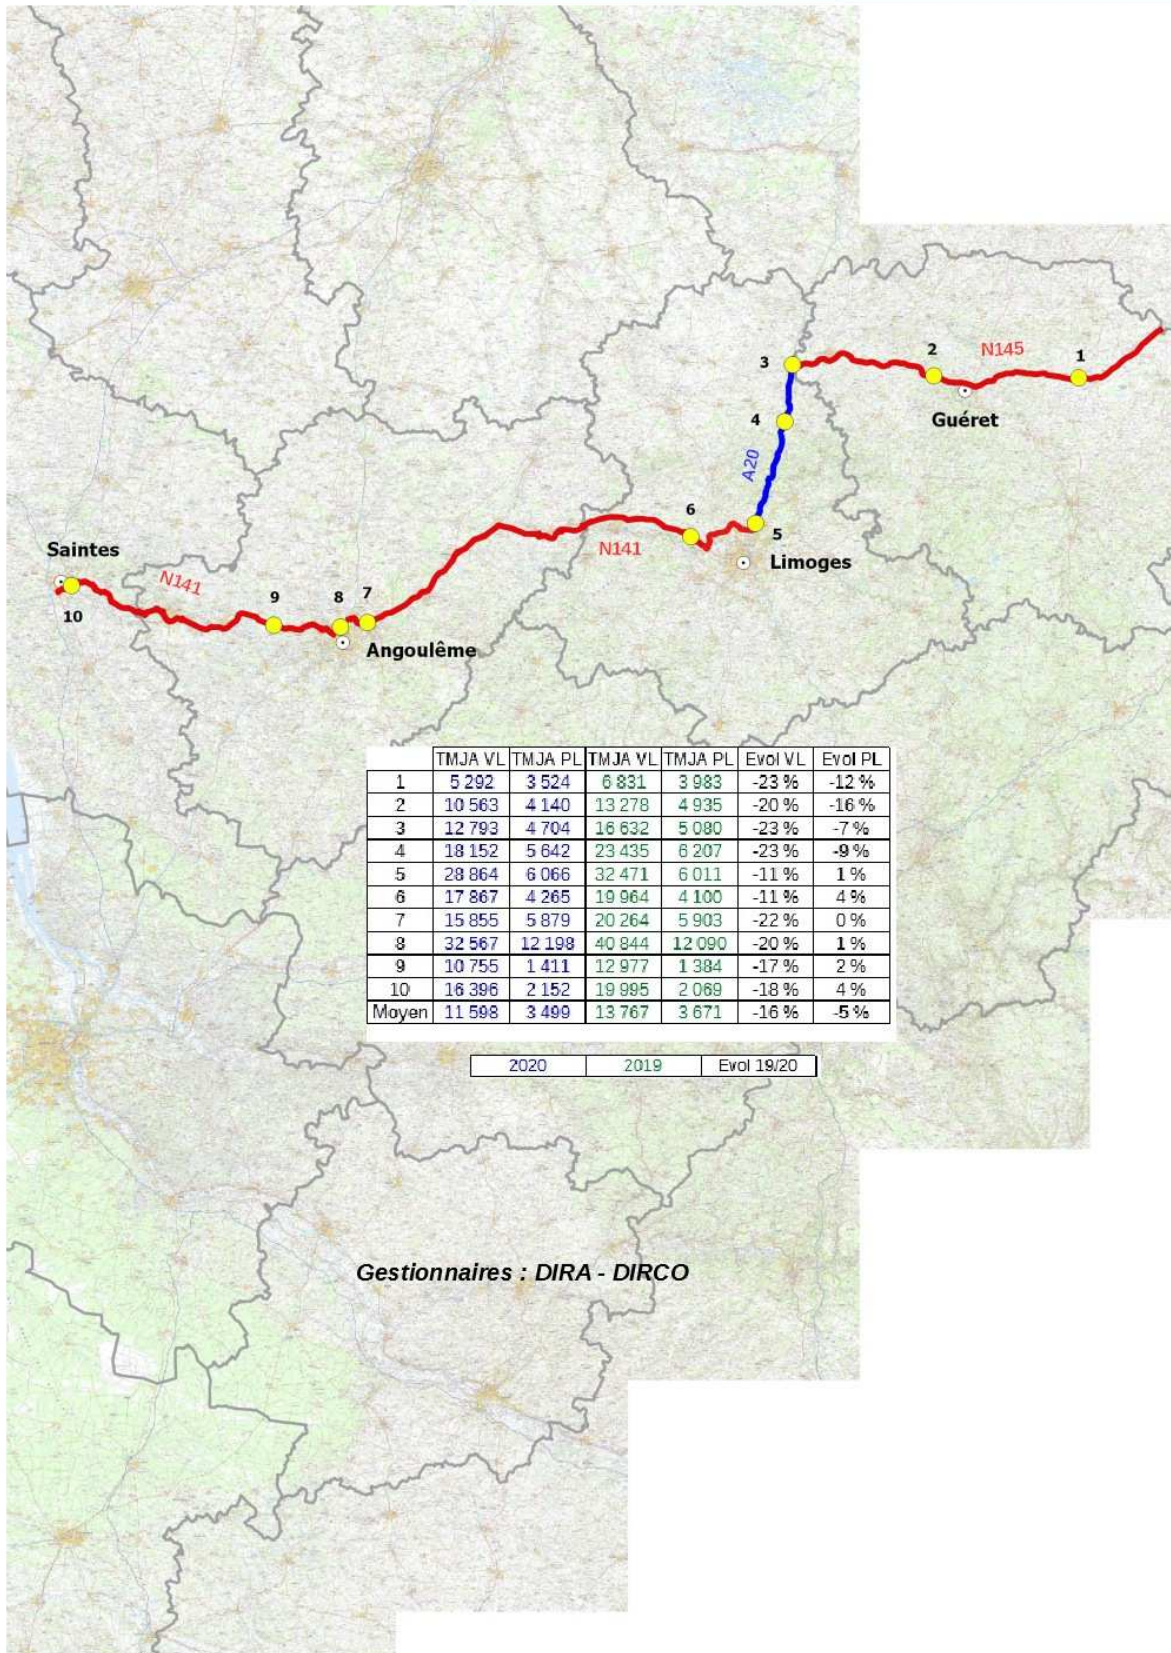 3
2
N145
1
Guéret
4
A20
6
5
N141
Limoges
Saintes
N141
10
9
8
7
Angoulême
TMJA VL TMJA PL TMJA VL TMJA PL Evol VL Evol PL
1 5 292 3 524 6 831 3 983 -23 % -12 %
2 10 563 4 140 13 278 4 935 -20 % -16 %
3 12 793 4 704 16 632 5 080 -23 % -7 %
4 18 152 5 642 23 435 6 207 -23 % -9 %
5 28 864 6 066 32 471 6 011 -11 % 1 %
6 17 867 4 265 19 964 4 100 -11 % 4 %
7 15 855 5 879 20 264 5 903 -22 % 0 %
8 32 567 12 198 40 844 12 090 -20 % 1 %
9 10 755 1 411 12 977 1 384 -17 % 2 %
10 16 396 2 152 19 995 2 069 -18 % 4 %
Moyen 11 598 3 499 13 767 3 671 -16 % -5 %
2020 2019 Evol 19/20
Gestionnaires : DIRA - DIRCO